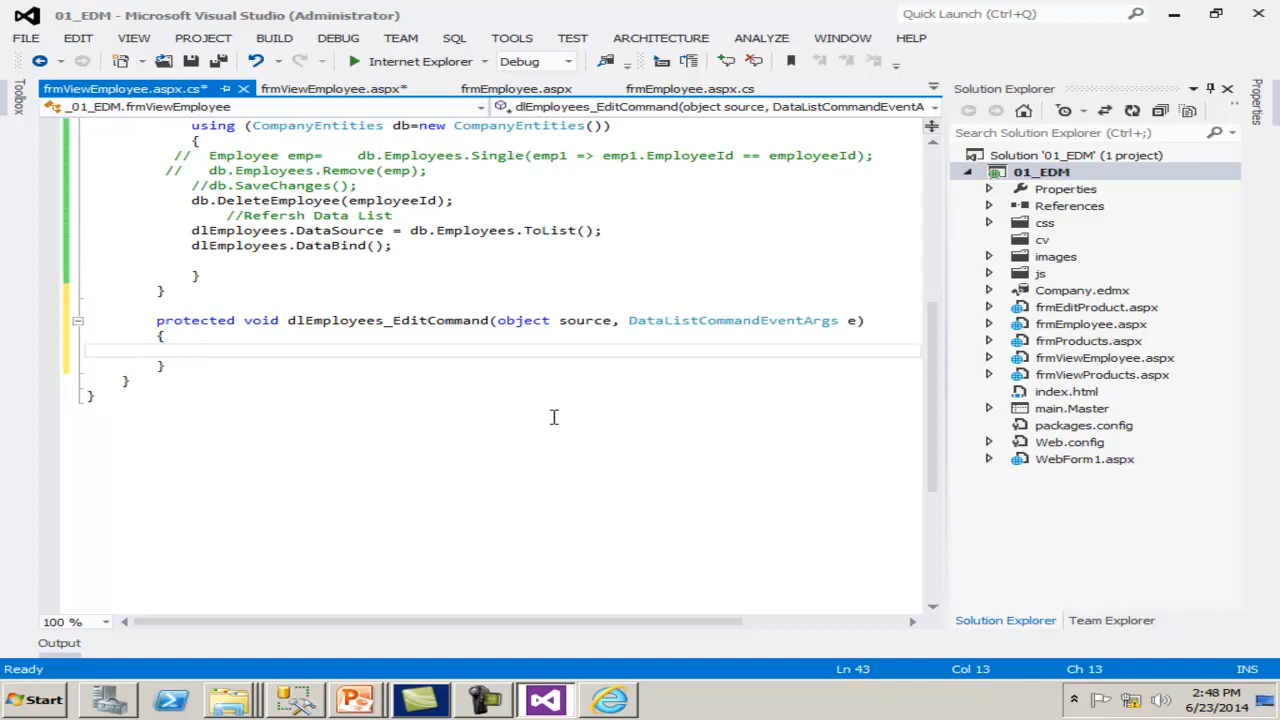 01_EDM - Microsoft Visual Studio (Administrator)
Quick Launch (Ctrl+Q)
FILE EDIT VIEW PROJECT BUILD DEBUG TEAM SQL TOOLS TEST ARCHITECTURE ANALYZE WINDOW HELP
Internet Explorer Debug
Toolbox
frmViewEmployee.aspx.cs* frmViewEmployee.aspx* frmEmployee.aspx frmEmployee.aspx.cs
_01_EDM.frmViewEmployee dlEmployees_EditCommand(object source, DataListCommandEventA
using (CompanyEntities db=new CompanyEntities())
{
// Employee emp= db.Employees.Single(emp1 => emp1.EmployeeId == employeeId);
// db.Employees.Remove(emp);
//db.SaveChanges();
db.DeleteEmployee(employeeId);
//Refersh Data List
dlEmployees.DataSource = db.Employees.ToList();
dlEmployees.DataBind();
}
}
protected void dlEmployees_EditCommand(object source, DataListCommandEventArgs e)
{
}
}
}
100 %
Output
Solution Explorer
Search Solution Explorer (Ctrl+;)
Solution '01_EDM' (1 project)
01_EDM
Properties
References
css
cv
images
js
Company.edmx
frmEditProduct.aspx
frmEmployee.aspx
frmProducts.aspx
frmViewEmployee.aspx
frmViewProducts.aspx
index.html
main.Master
packages.config
Web.config
WebForm1.aspx
Solution Explorer Team Explorer
Properties
Ready Ln 43 Col 13 Ch 13 INS
Start
2:48 PM
6/23/2014